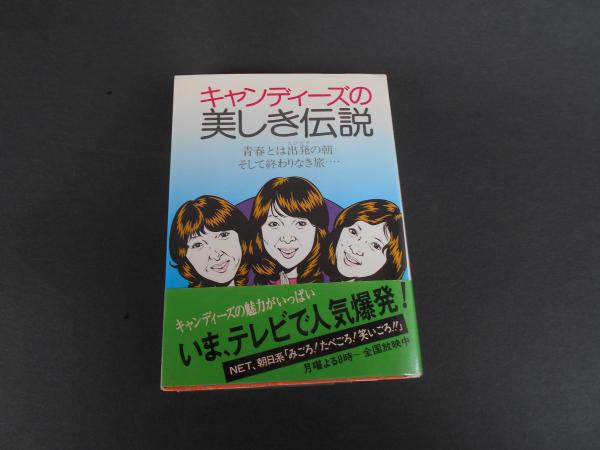 キャンディーズの
美しき伝説
青春とは出発の朝
そして終わりなき旅‥‥
キャンディーズの魅力がいっぱい
いま、テレビで人気爆発！
NET、朝日系「みごろ！たべごろ！笑いごろ!!」
月曜よる8時～全国放映中